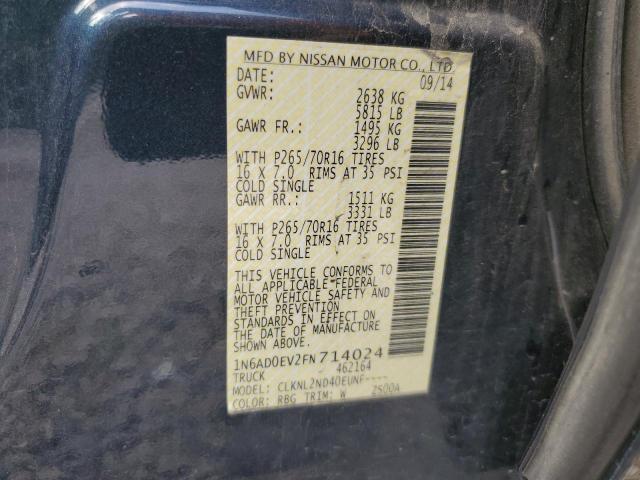 MFD BY NISSAN MOTOR CO., LTD.
DATE: 09/14
GVWR: 2638 KG
5815 LB
GAWR FR.: 1495 KG
3296 LB
WITH P265/70R16 TIRES
16 X 7.0 RIMS AT 35 PSI
COLD SINGLE
GAWR RR.: 1511 KG
3331 LB
WITH P265/70R16 TIRES
16 X 7.0 RIMS AT 35 PSI
COLD SINGLE
THIS VEHICLE CONFORMS TO
ALL APPLICABLE FEDERAL
MOTOR VEHICLE SAFETY AND
THEFT PREVENTION
STANDARDS IN EFFECT ON
THE DATE OF MANUFACTURE
SHOWN ABOVE.
1N6AD0EV2FN714024
TRUCK 462164
MODEL: CLKNL2ND40EUNF----
COLOR: RBG TRIM: W 2500A